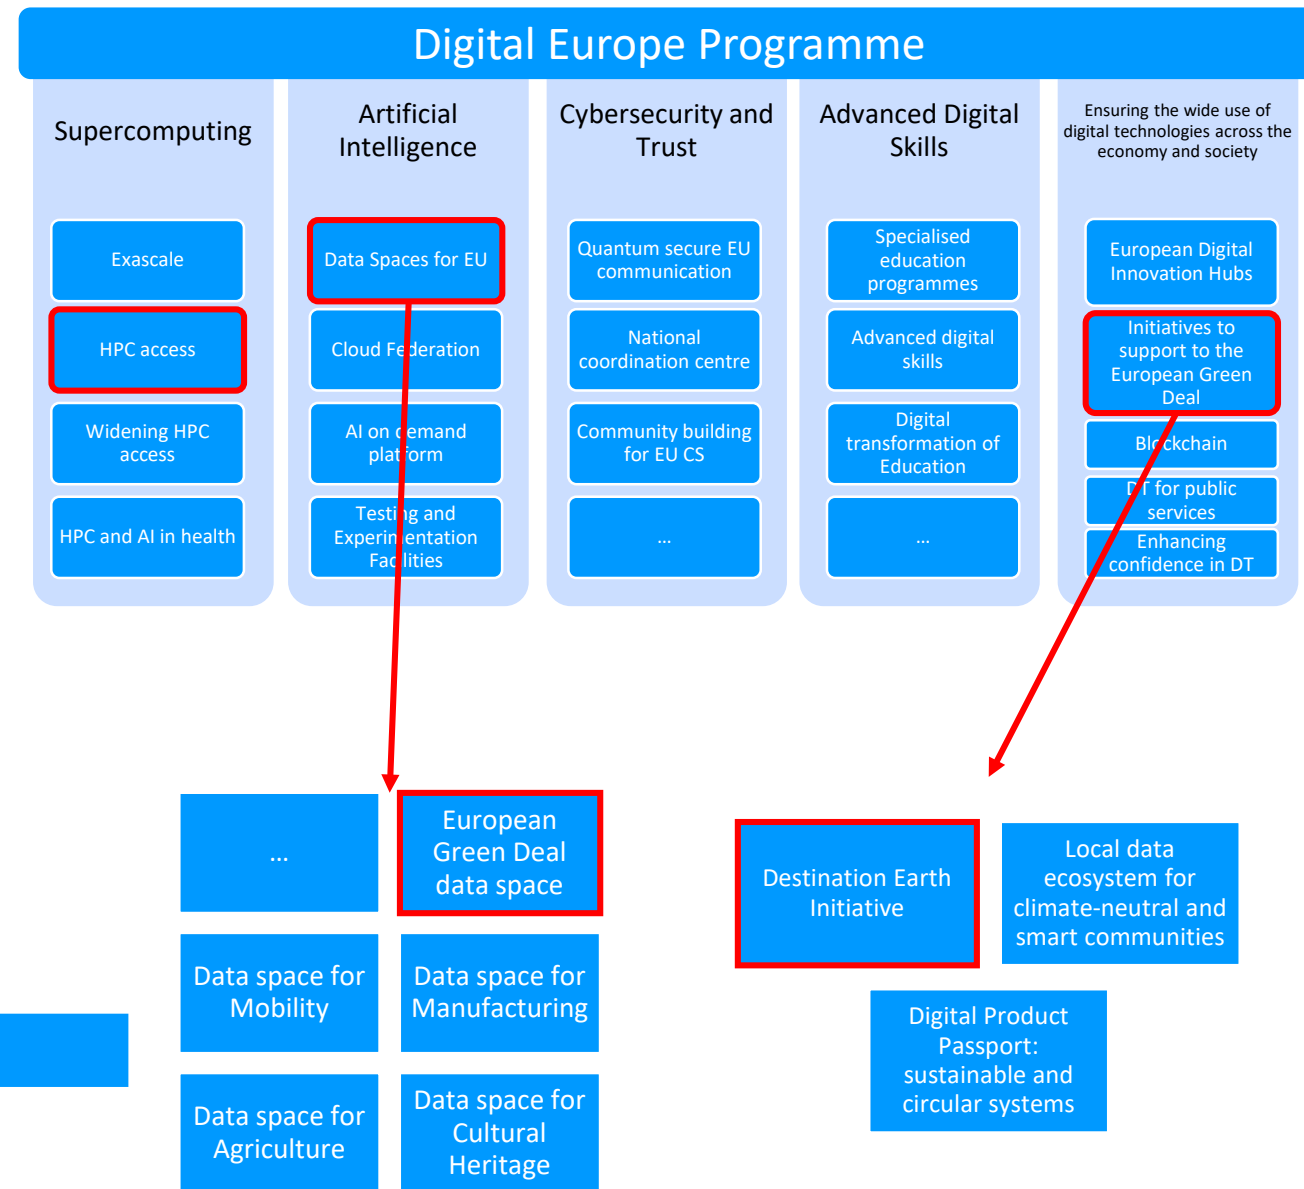 Digital Europe Programme
Supercomputing
Exascale
HPC access
Widening HPC
access
HPC and AI in health
Artificial
Intelligence
Data Spaces for EU
Cloud Federation
AI on demand
platform
Testing and
Experimentation
Facilities
Cybersecurity and
Trust
Quantum secure EU
communication
National
coordination centre
Community building
for EU CS
...
Advanced Digital
Skills
Specialised
education
programmes
Advanced digital
skills
Digital
transformation of
Education
...
Ensuring the wide use of
digital technologies across the
economy and society
European Digital
Innovation Hubs
Initiatives to
support to the
European Green
Deal
Blockchain
DT for public
services
Enhancing
confidence in DT
...
European
Green Deal
data space
Data space for
Mobility
Data space for
Manufacturing
Data space for
Agriculture
Data space for
Cultural
Heritage
Destination Earth
Initiative
Local data
ecosystem for
climate-neutral and
smart communities
Digital Product
Passport:
sustainable and
circular systems